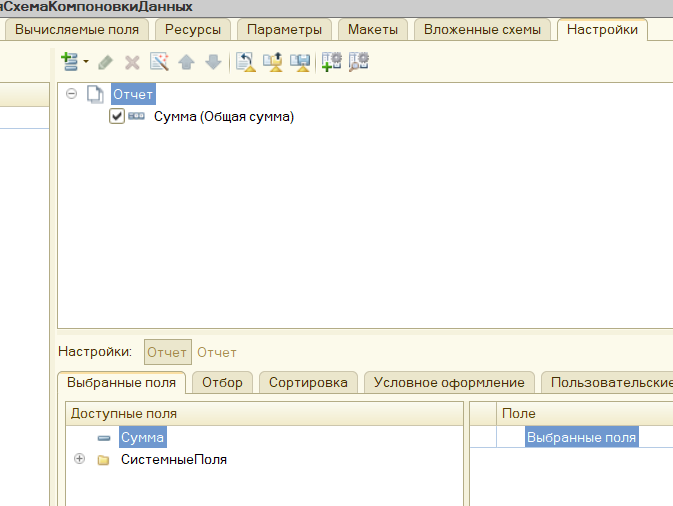 яСхемаКомпоновкиДанных
Вычисляемые поля Ресурсы Параметры Макеты Вложенные схемы Настройки
Отчет
Сумма (Общая сумма)
Настройки: Отчет Отчет
Выбранные поля Отбор Сортировка Условное оформление Пользовательские
Доступные поля Поле
Сумма Выбранные поля
СистемныеПоля